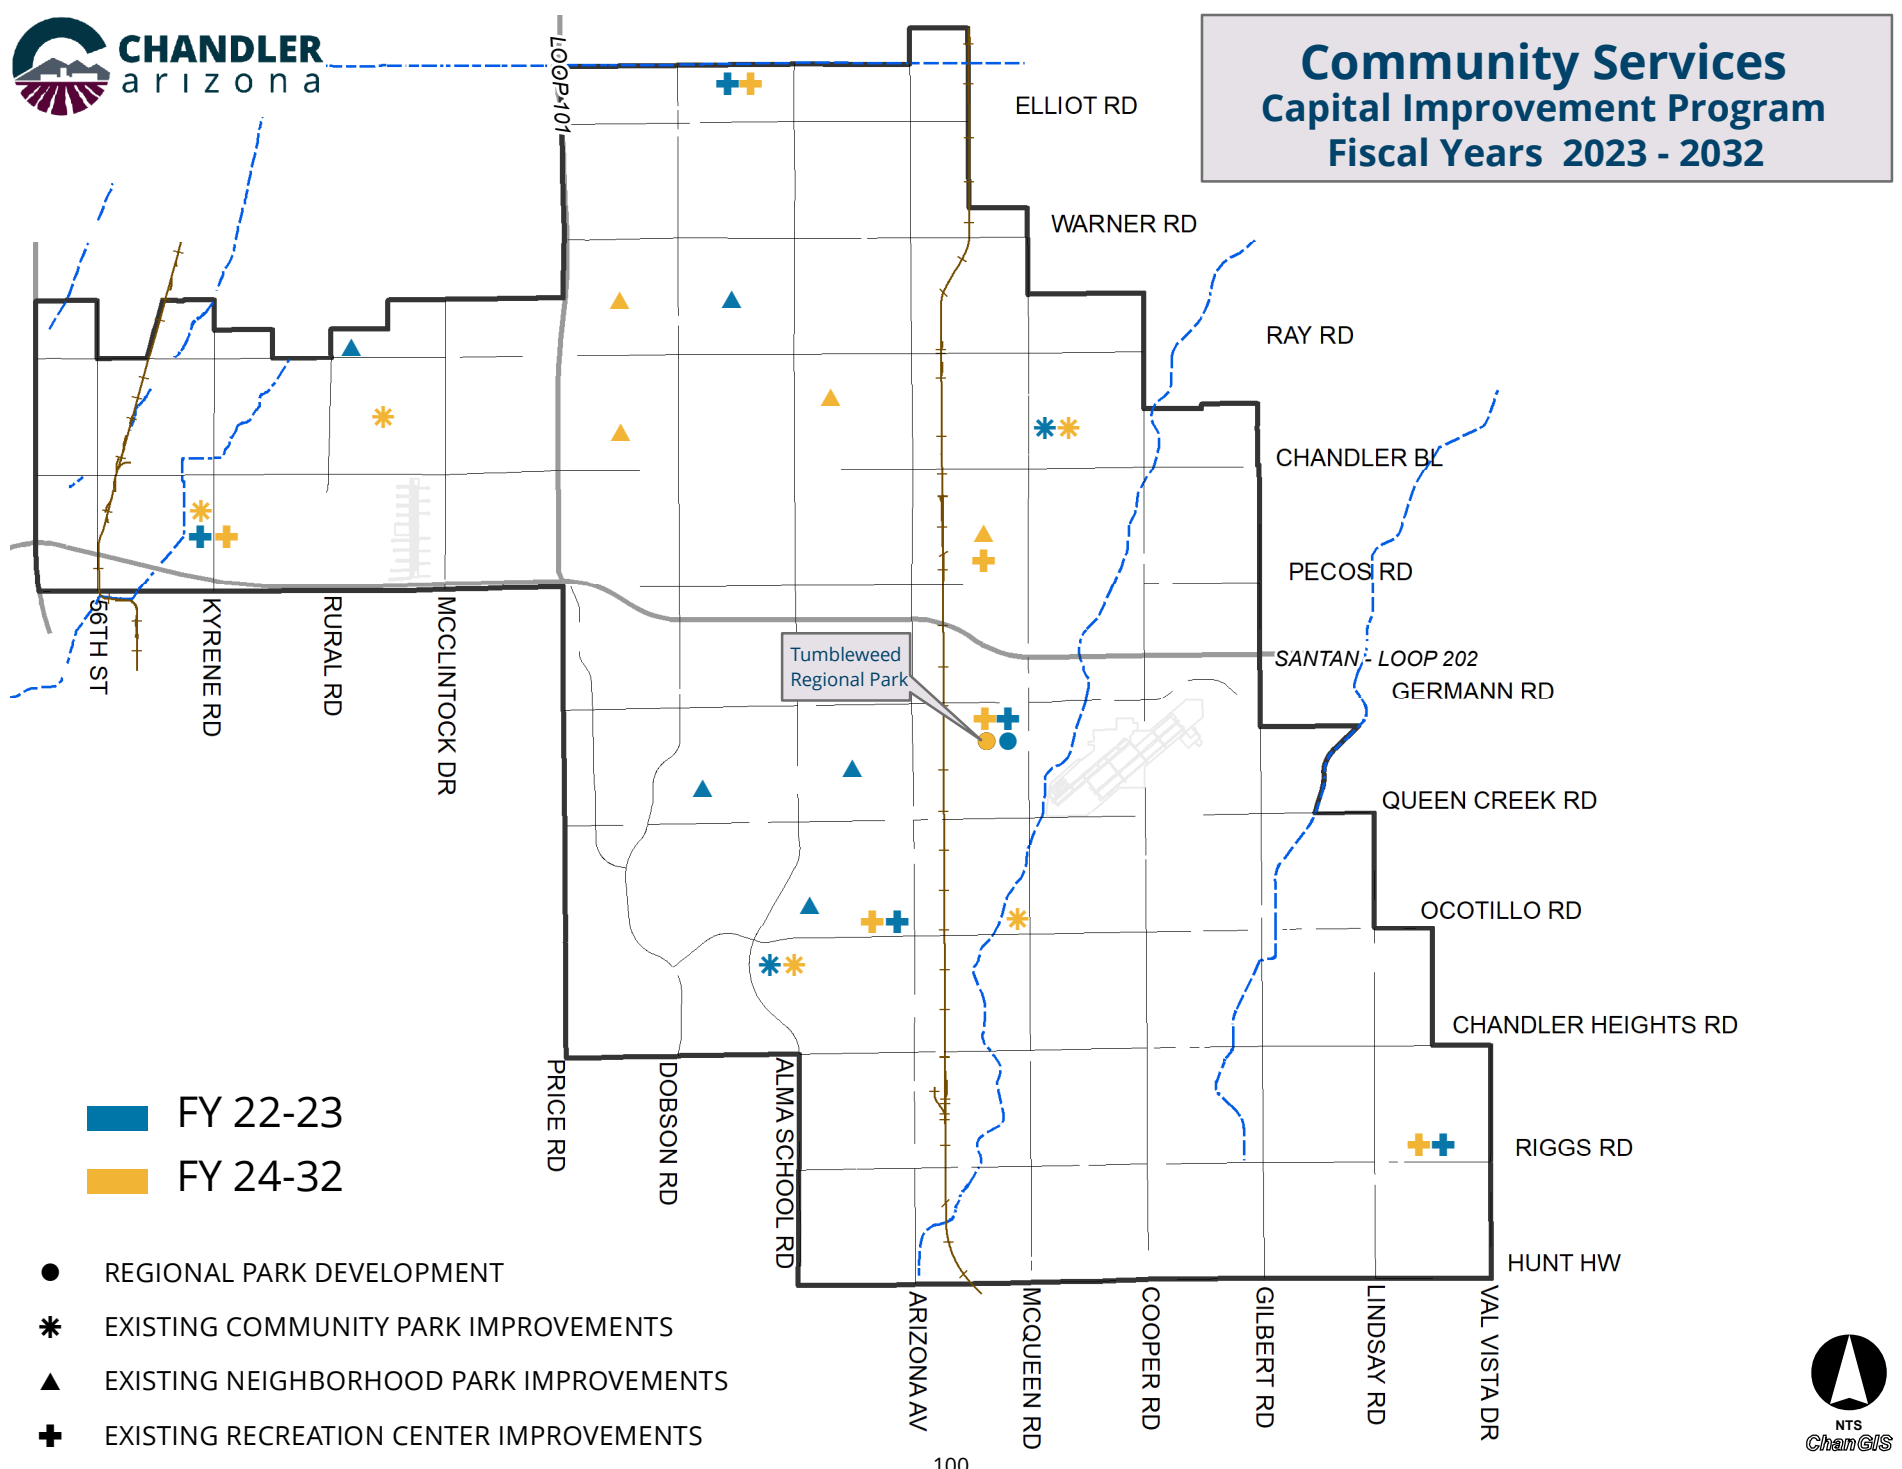 CHANDLER
arizona
Community Services
Capital Improvement Program
Fiscal Years 2023 - 2032
LOOP 101
ELLIOT RD
WARNER RD
RAY RD
CHANDLER BL
PECOS RD
SANTAN - LOOP 202
GERMANN RD
QUEEN CREEK RD
OCOTILLO RD
CHANDLER HEIGHTS RD
RIGGS RD
HUNT HW
56TH ST
KYRENE RD
RURAL RD
MCCLINTOCK DR
Tumbleweed
Regional Park
PRICE RD
DOBSON RD
ALMA SCHOOL RD
ARIZONA AV
MCQUEEN RD
COOPER RD
GILBERT RD
LINDSAY RD
VAL VISTA DR
FY 22-23
FY 24-32
REGIONAL PARK DEVELOPMENT
EXISTING COMMUNITY PARK IMPROVEMENTS
EXISTING NEIGHBORHOOD PARK IMPROVEMENTS
EXISTING RECREATION CENTER IMPROVEMENTS
NTS
ChanGIS
100